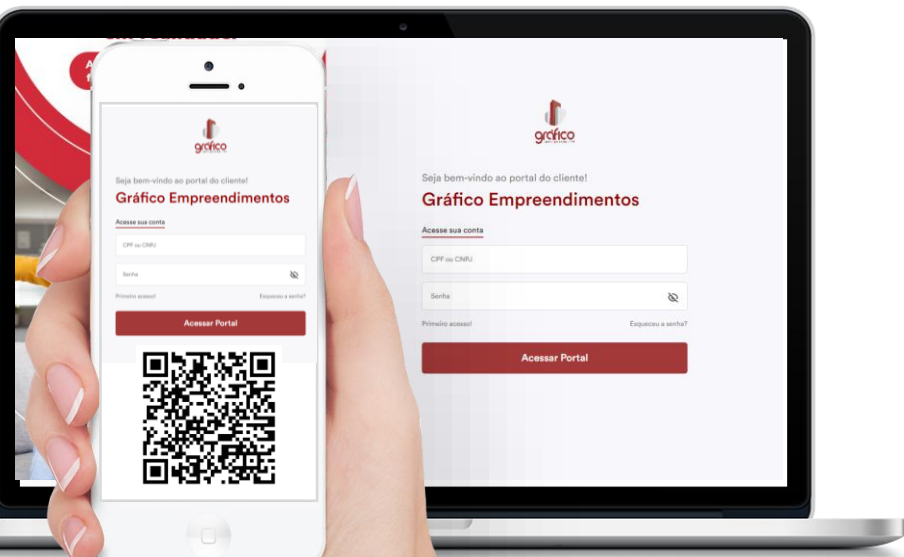 gráfico
Seja bem-vindo ao portal do cliente!
Gráfico Empreendimentos
Acesse sua conta
CPF ou CNPJ
Senha
Primeiro acesso!
Esqueceu a senha?
Acessar Portal
gráfico
Seja bem-vindo ao portal do cliente!
Gráfico Empreendimentos
Acesse sua conta
CPF ou CNPJ
Senha
Primeiro acesso!
Esqueceu a senha?
Acessar Portal